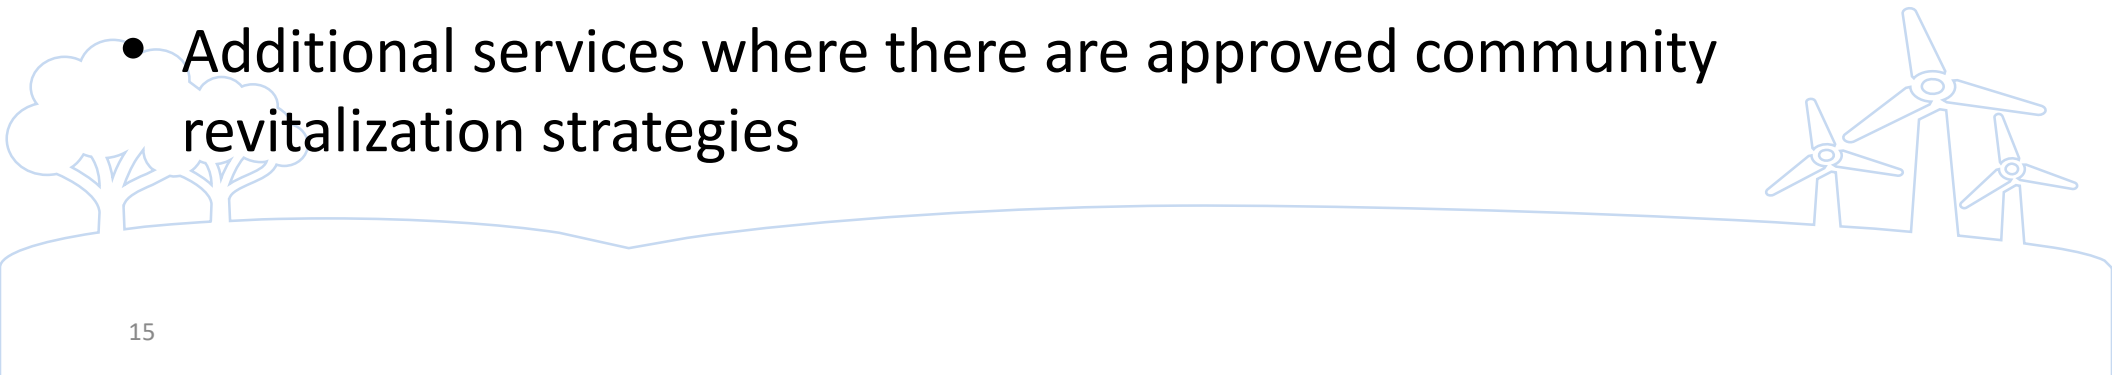 • Additional services where there are approved community
revitalization strategies
15